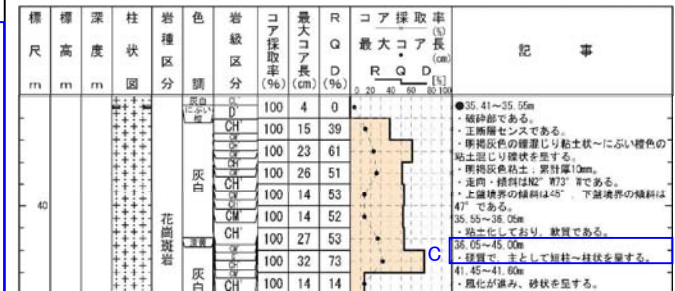 標尺 m
標高 m
深度 m
柱状図
岩種区分
色調
岩級区分
コア採取率 (%)
最大コア長 (cm)
RQD (%)
コア採取率 (%)
最大コア長 (cm)
RQD [%]
0 20 40 60 80 100
記事
40
花崗斑岩
灰白
にぶい橙
灰白
灰白
D'
CH'
CH'
CH'
CM'
CH'
CH'
100 4 0
100 15 39
100 23 61
100 26 51
100 14 53
100 14 52
100 27 53
100 32 73
100 14 14
●35.41～35.55m
・破砕部である。
・正断層センスである。
・明褐灰色の礫混じり粘土状～にぶい橙色の
粘土混じり礫状を呈する。
・明褐灰色粘土，累計厚10mm。
・走向・傾斜はN2°W73°Wである。
・上盤境界の傾斜は45°，下盤境界の傾斜は
47°である。
35.55～36.05m
・粘土化しており，軟質である。
36.05～45.00m
・硬質で，主として短柱～柱状を呈する。
41.45～41.60m
・風化が進み，砂状を呈する。
C